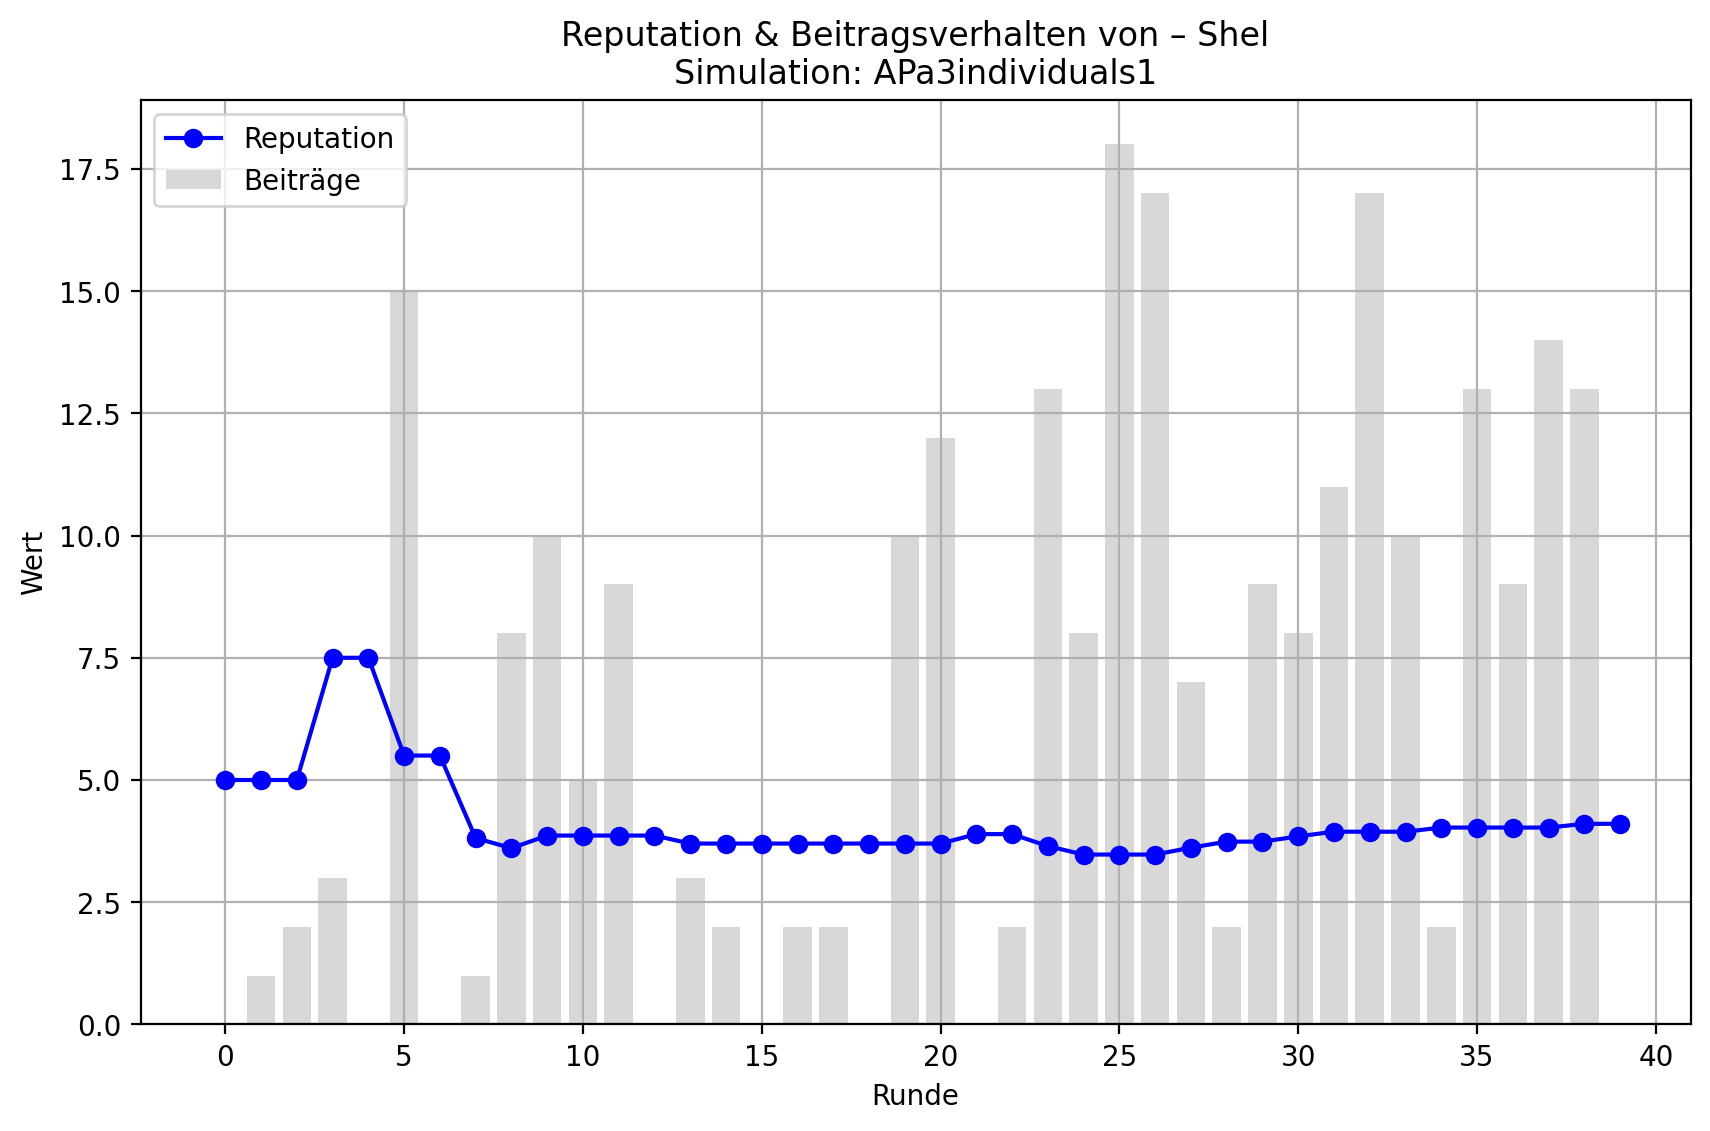 Reputation & Beitragsverhalten von – Shel
Simulation: APa3individuals1
Reputation
Beiträge
17.5
15.0
12.5
10.0
7.5
5.0
2.5
0.0
Wert
0 5 10 15 20 25 30 35 40
Runde